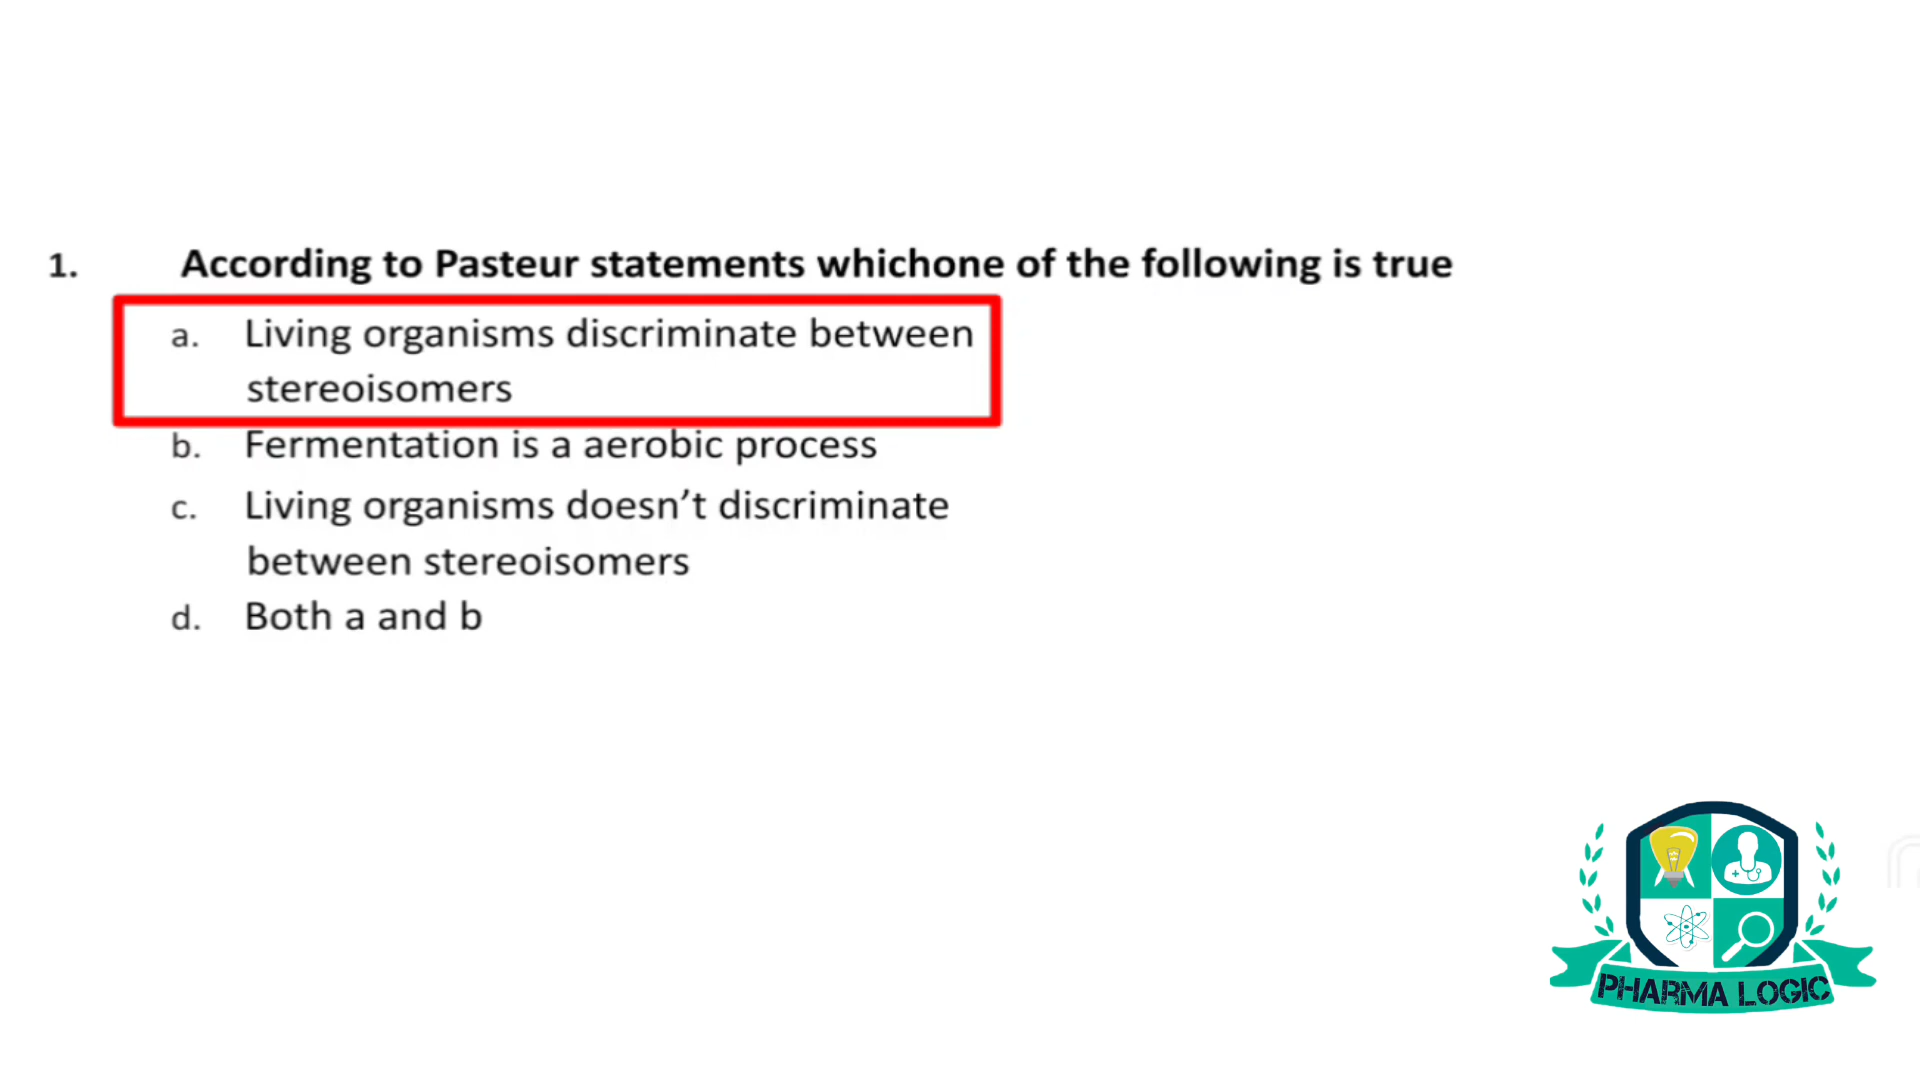 1. According to Pasteur statements whichone of the following is true
a. Living organisms discriminate between
stereoisomers
b. Fermentation is a aerobic process
c. Living organisms doesn’t discriminate
between stereoisomers
d. Both a and b
PHARMA LOGIC